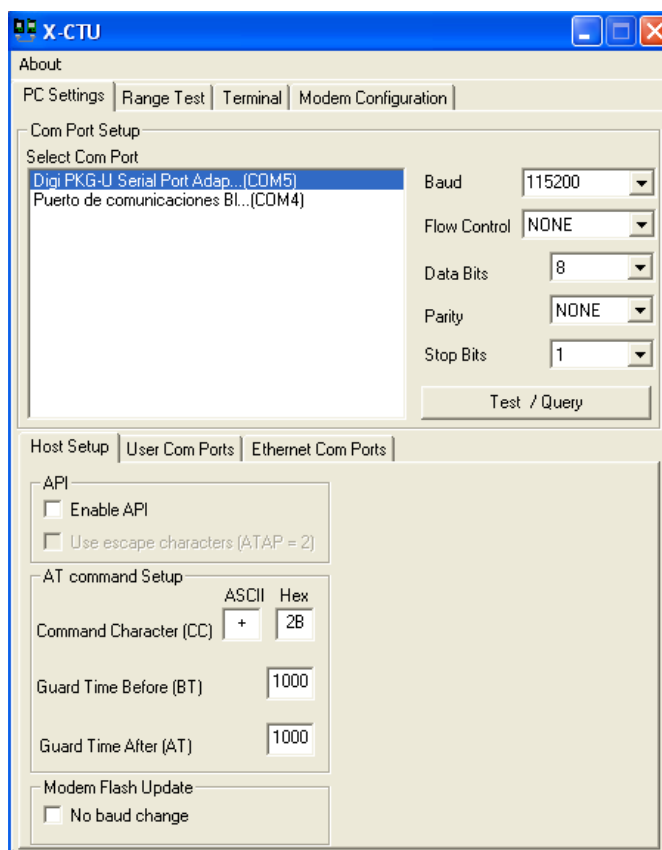 X-CTU
About
PC Settings Range Test Terminal Modem Configuration
Com Port Setup
Select Com Port
Digi PKG-U Serial Port Adap...(COM5)
Puerto de comunicaciones BI...(COM4)
Baud 115200
Flow Control NONE
Data Bits 8
Parity NONE
Stop Bits 1
Test / Query
Host Setup User Com Ports Ethernet Com Ports
API
Enable API
Use escape characters (ATAP = 2)
AT command Setup
ASCII Hex
Command Character (CC) + 2B
Guard Time Before (BT) 1000
Guard Time After (AT) 1000
Modem Flash Update
No baud change